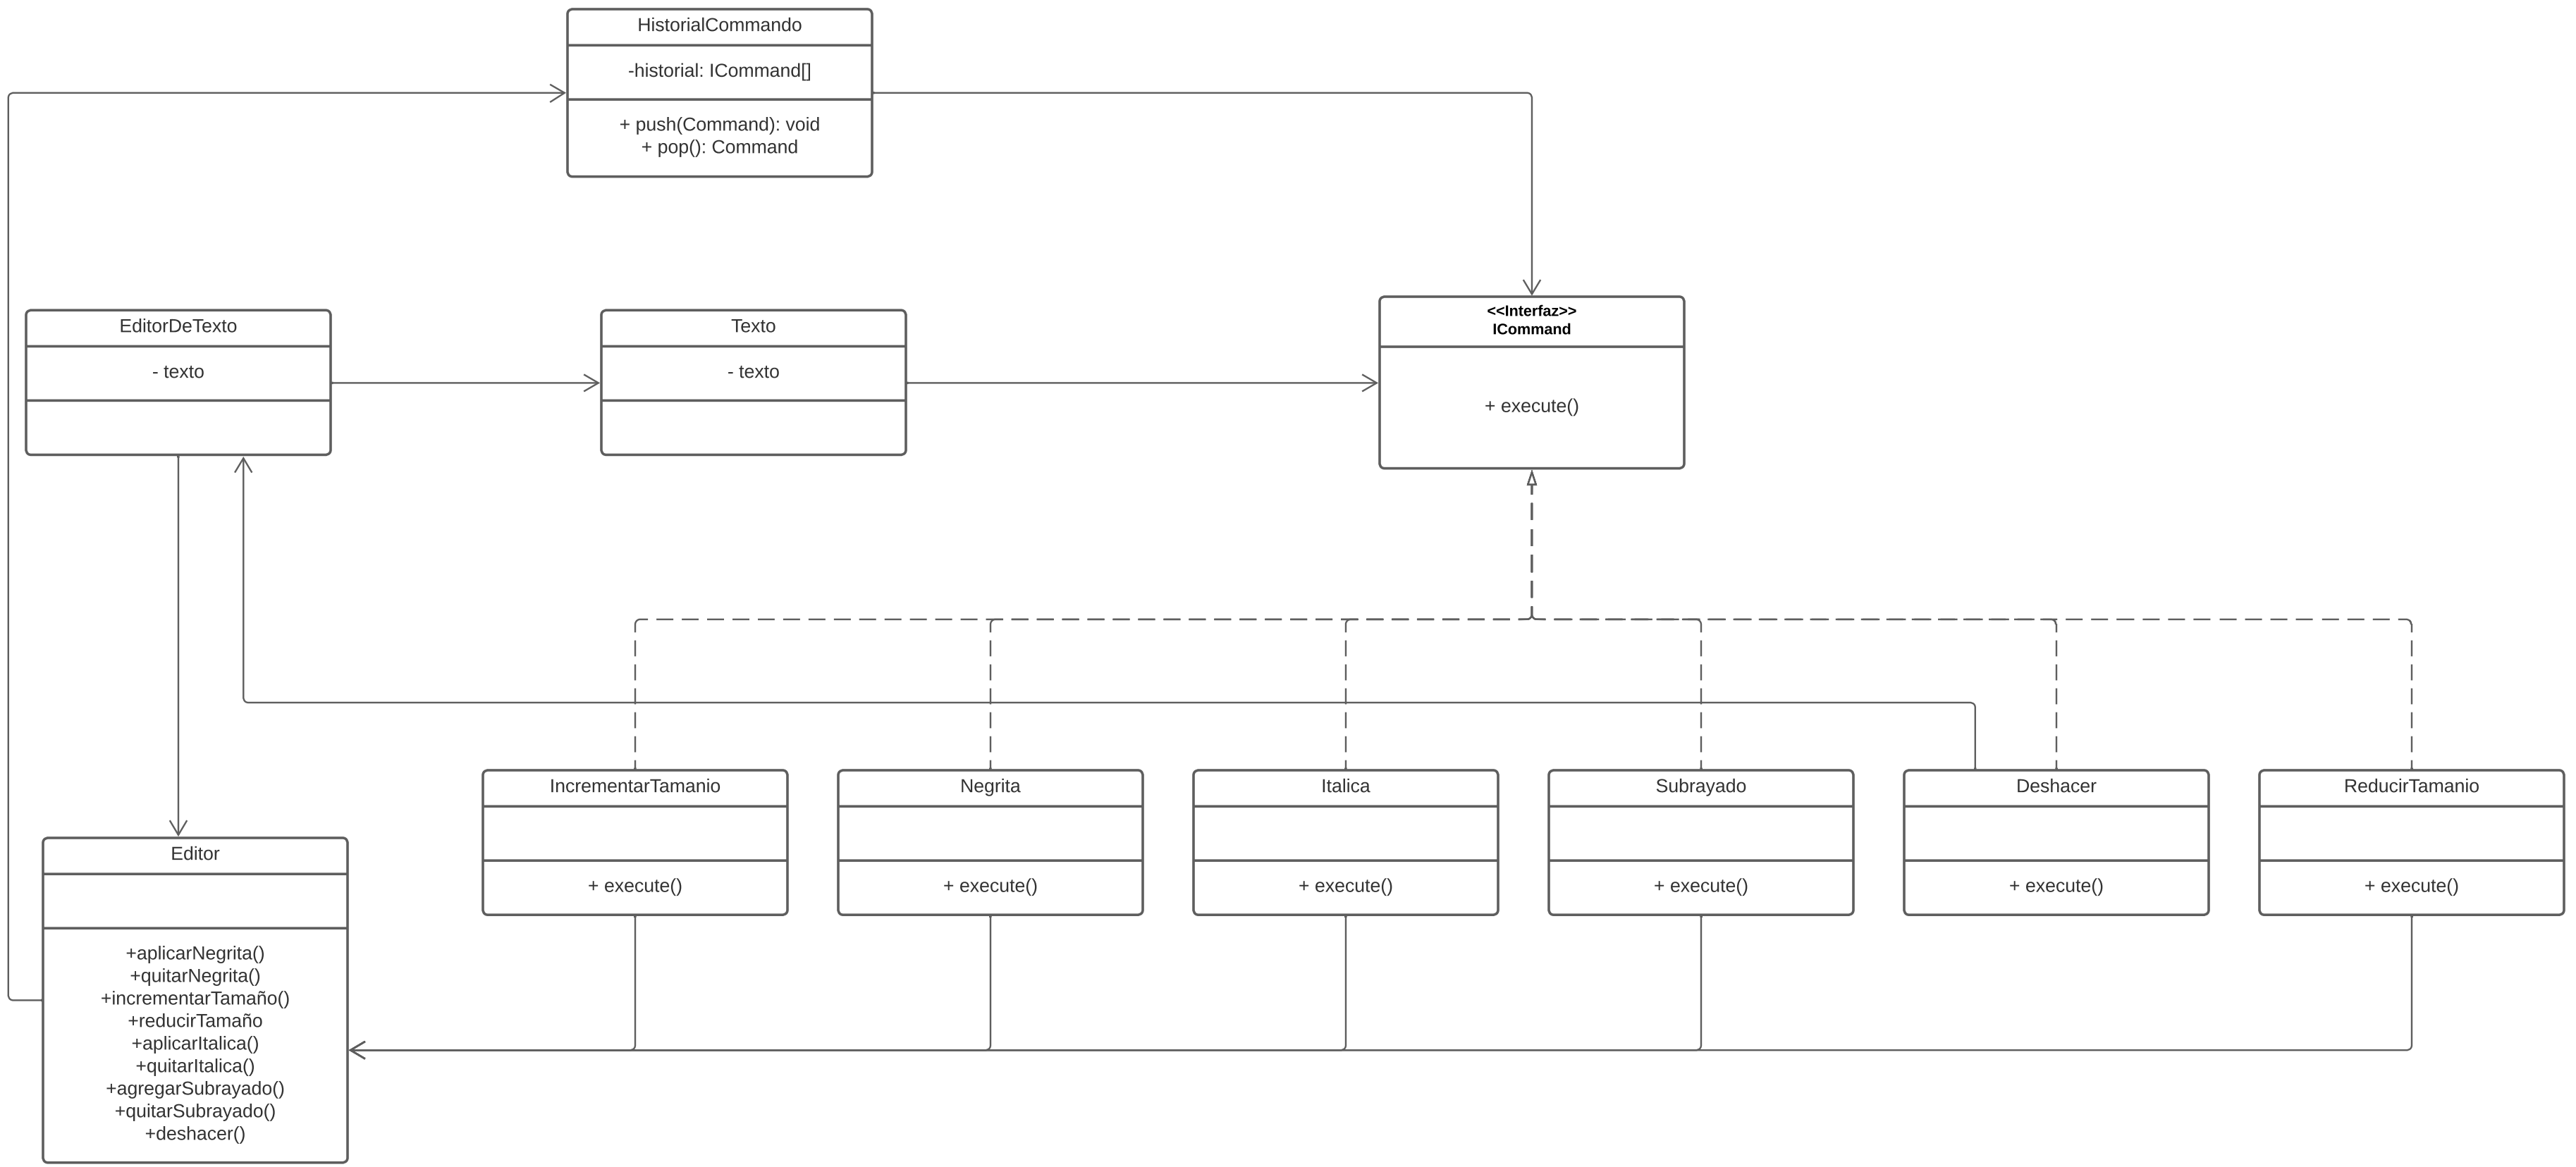 HistorialCommando
-historial: ICommand[]
+ push(Command): void
+ pop(): Command
EditorDeTexto
- texto
Texto
- texto
<<Interfaz>>
ICommand
+ execute()
IncrementarTamanio
+ execute()
Negrita
+ execute()
Italica
+ execute()
Subrayado
+ execute()
Deshacer
+ execute()
ReducirTamanio
+ execute()
Editor
+aplicarNegrita()
+quitarNegrita()
+incrementarTamaño()
+reducirTamaño
+aplicarItalica()
+quitarItalica()
+agregarSubrayado()
+quitarSubrayado()
+deshacer()